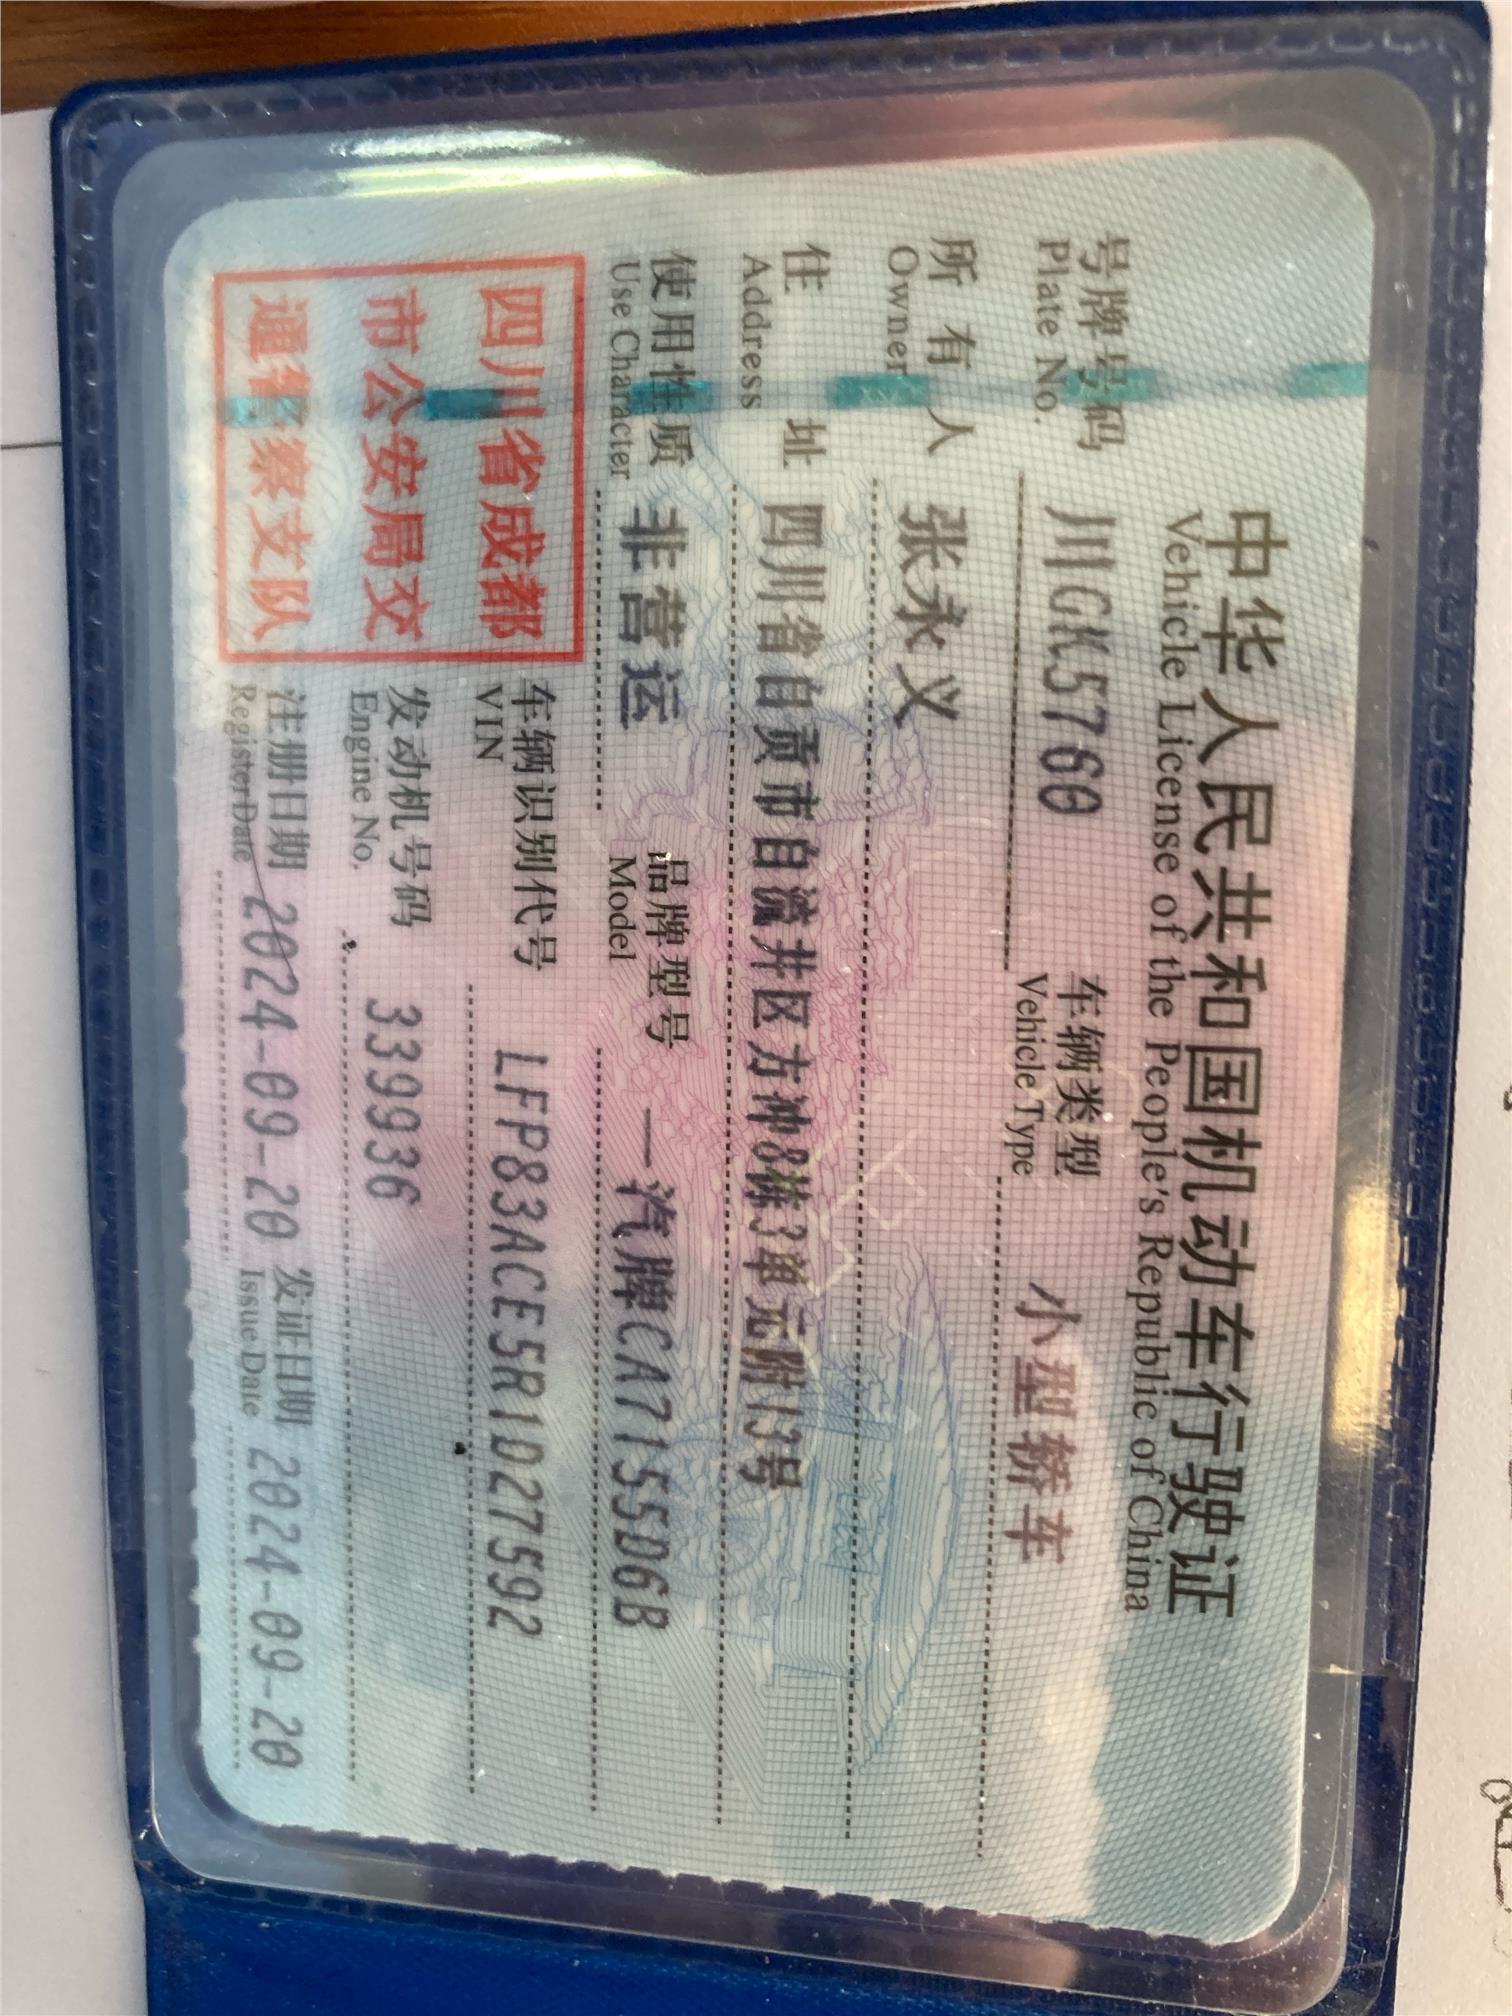 中华人民共和国机动车行驶证
Vehicle License of the People's Republic of China
号牌号码 川GK5760 车辆类型 小型轿车
Plate No. Vehicle Type
所有人 张永义
Owner
住址 四川省自贡市自流井区方冲8栋3单元附13号
Address
使用性质 非营运 品牌型号 一汽牌CA7155D6B
Use Character Model
四川省成都
市公安局交
通警察支队
车辆识别代号 LFP83ACE5R1D27592
VIN
发动机号码 339936
Engine No.
注册日期 2024-09-20 发证日期 2024-09-20
Register Date Issue Date